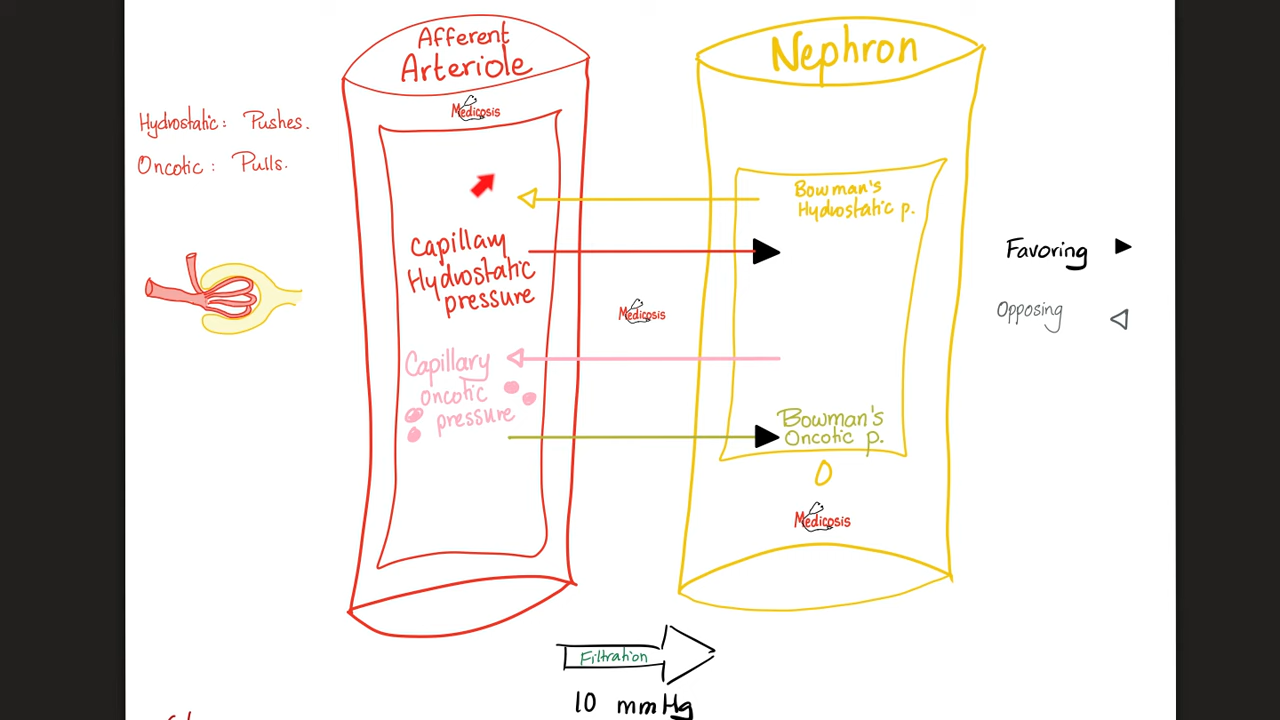 Afferent
Arteriole
Nephron
Medicosis
Hydrostatic: Pushes.
Oncotic: Pulls.
Bowman's
Hydrostatic p.
Capillary
Hydrostatic
pressure
Favoring
Opposing
Medicosis
Capillary
oncotic
pressure
Bowman's
Oncotic p.
0
Medicosis
Filtration
10 mmHg